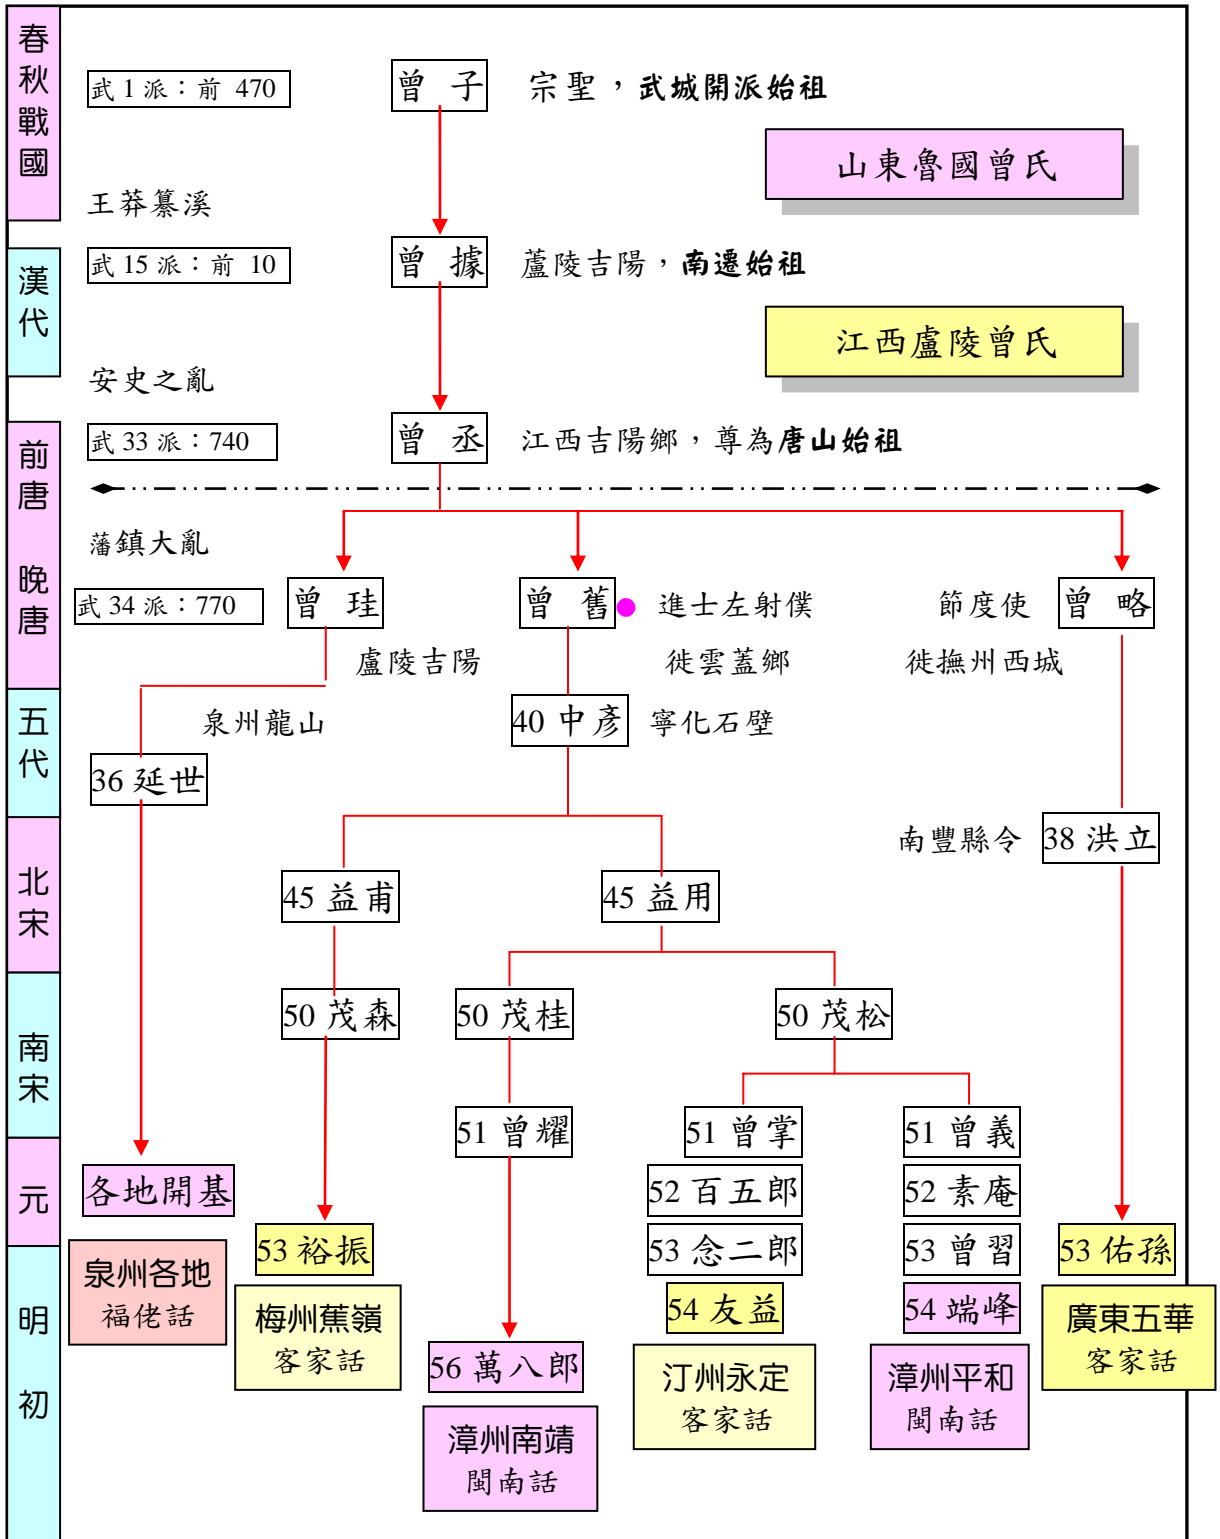 春秋戰國
武 1 派：前 470
曾 子
宗聖，武城開派始祖
山東魯國曾氏
王莽纂溪
漢代
武 15 派：前 10
曾 據
蘆陵吉陽，南遷始祖
江西盧陵曾氏
安史之亂
前唐 晚唐
武 33 派：740
曾 丞
江西吉陽鄉，尊為唐山始祖
藩鎮大亂
武 34 派：770
曾 珪
曾 舊
進士左射僕
節度使
曾 略
盧陵吉陽
徙雲蓋鄉
徙撫州西城
五代
泉州龍山
40 中彥
寧化石壁
36 延世
北宋
南豐縣令
38 洪立
45 益甫
45 益用
南宋
50 茂森
50 茂桂
50 茂松
51 曾耀
51 曾掌
51 曾義
元
各地開基
52 百五郎
52 素庵
53 裕振
53 念二郎
53 曾習
53 佑孫
明初
泉州各地
福佬話
梅州蕉嶺
客家話
54 友益
54 端峰
廣東五華
客家話
56 萬八郎
汀州永定
客家話
漳州平和
閩南話
漳州南靖
閩南話